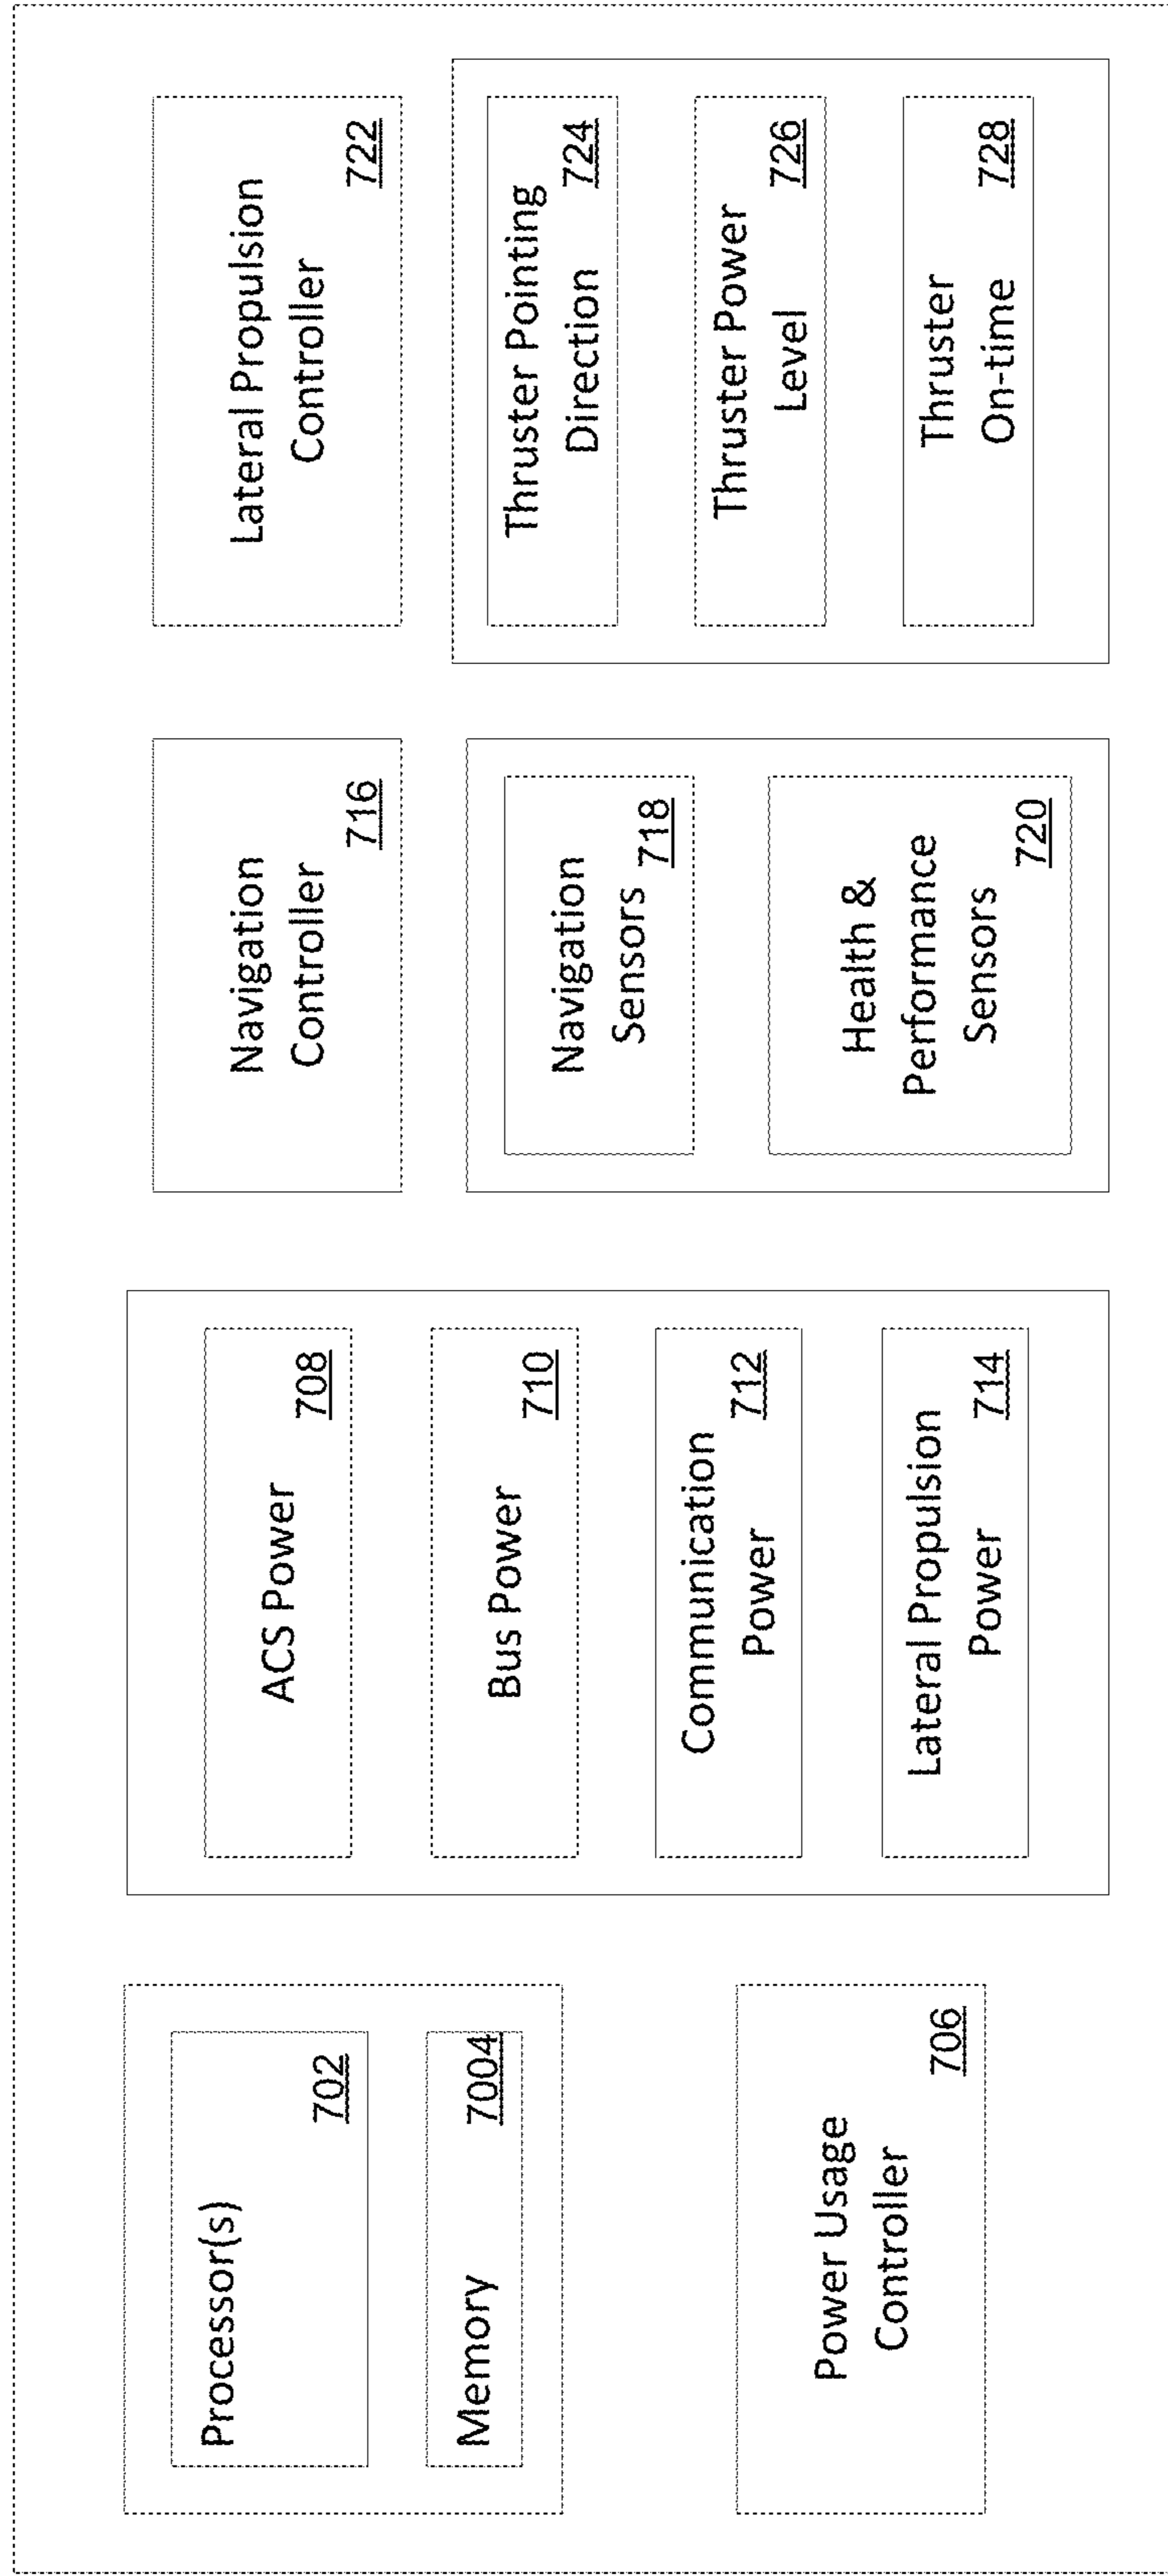 Processor(s)
702
Memory
7004
Power Usage
Controller
706
ACS Power
708
Bus Power
710
Communication
Power
712
Lateral Propulsion
Power
714
Navigation
Controller
716
Navigation
Sensors
718
Health &
Performance
Sensors
720
Lateral Propulsion
Controller
722
Thruster Pointing
Direction
724
Thruster Power
Level
726
Thruster
On-time
728